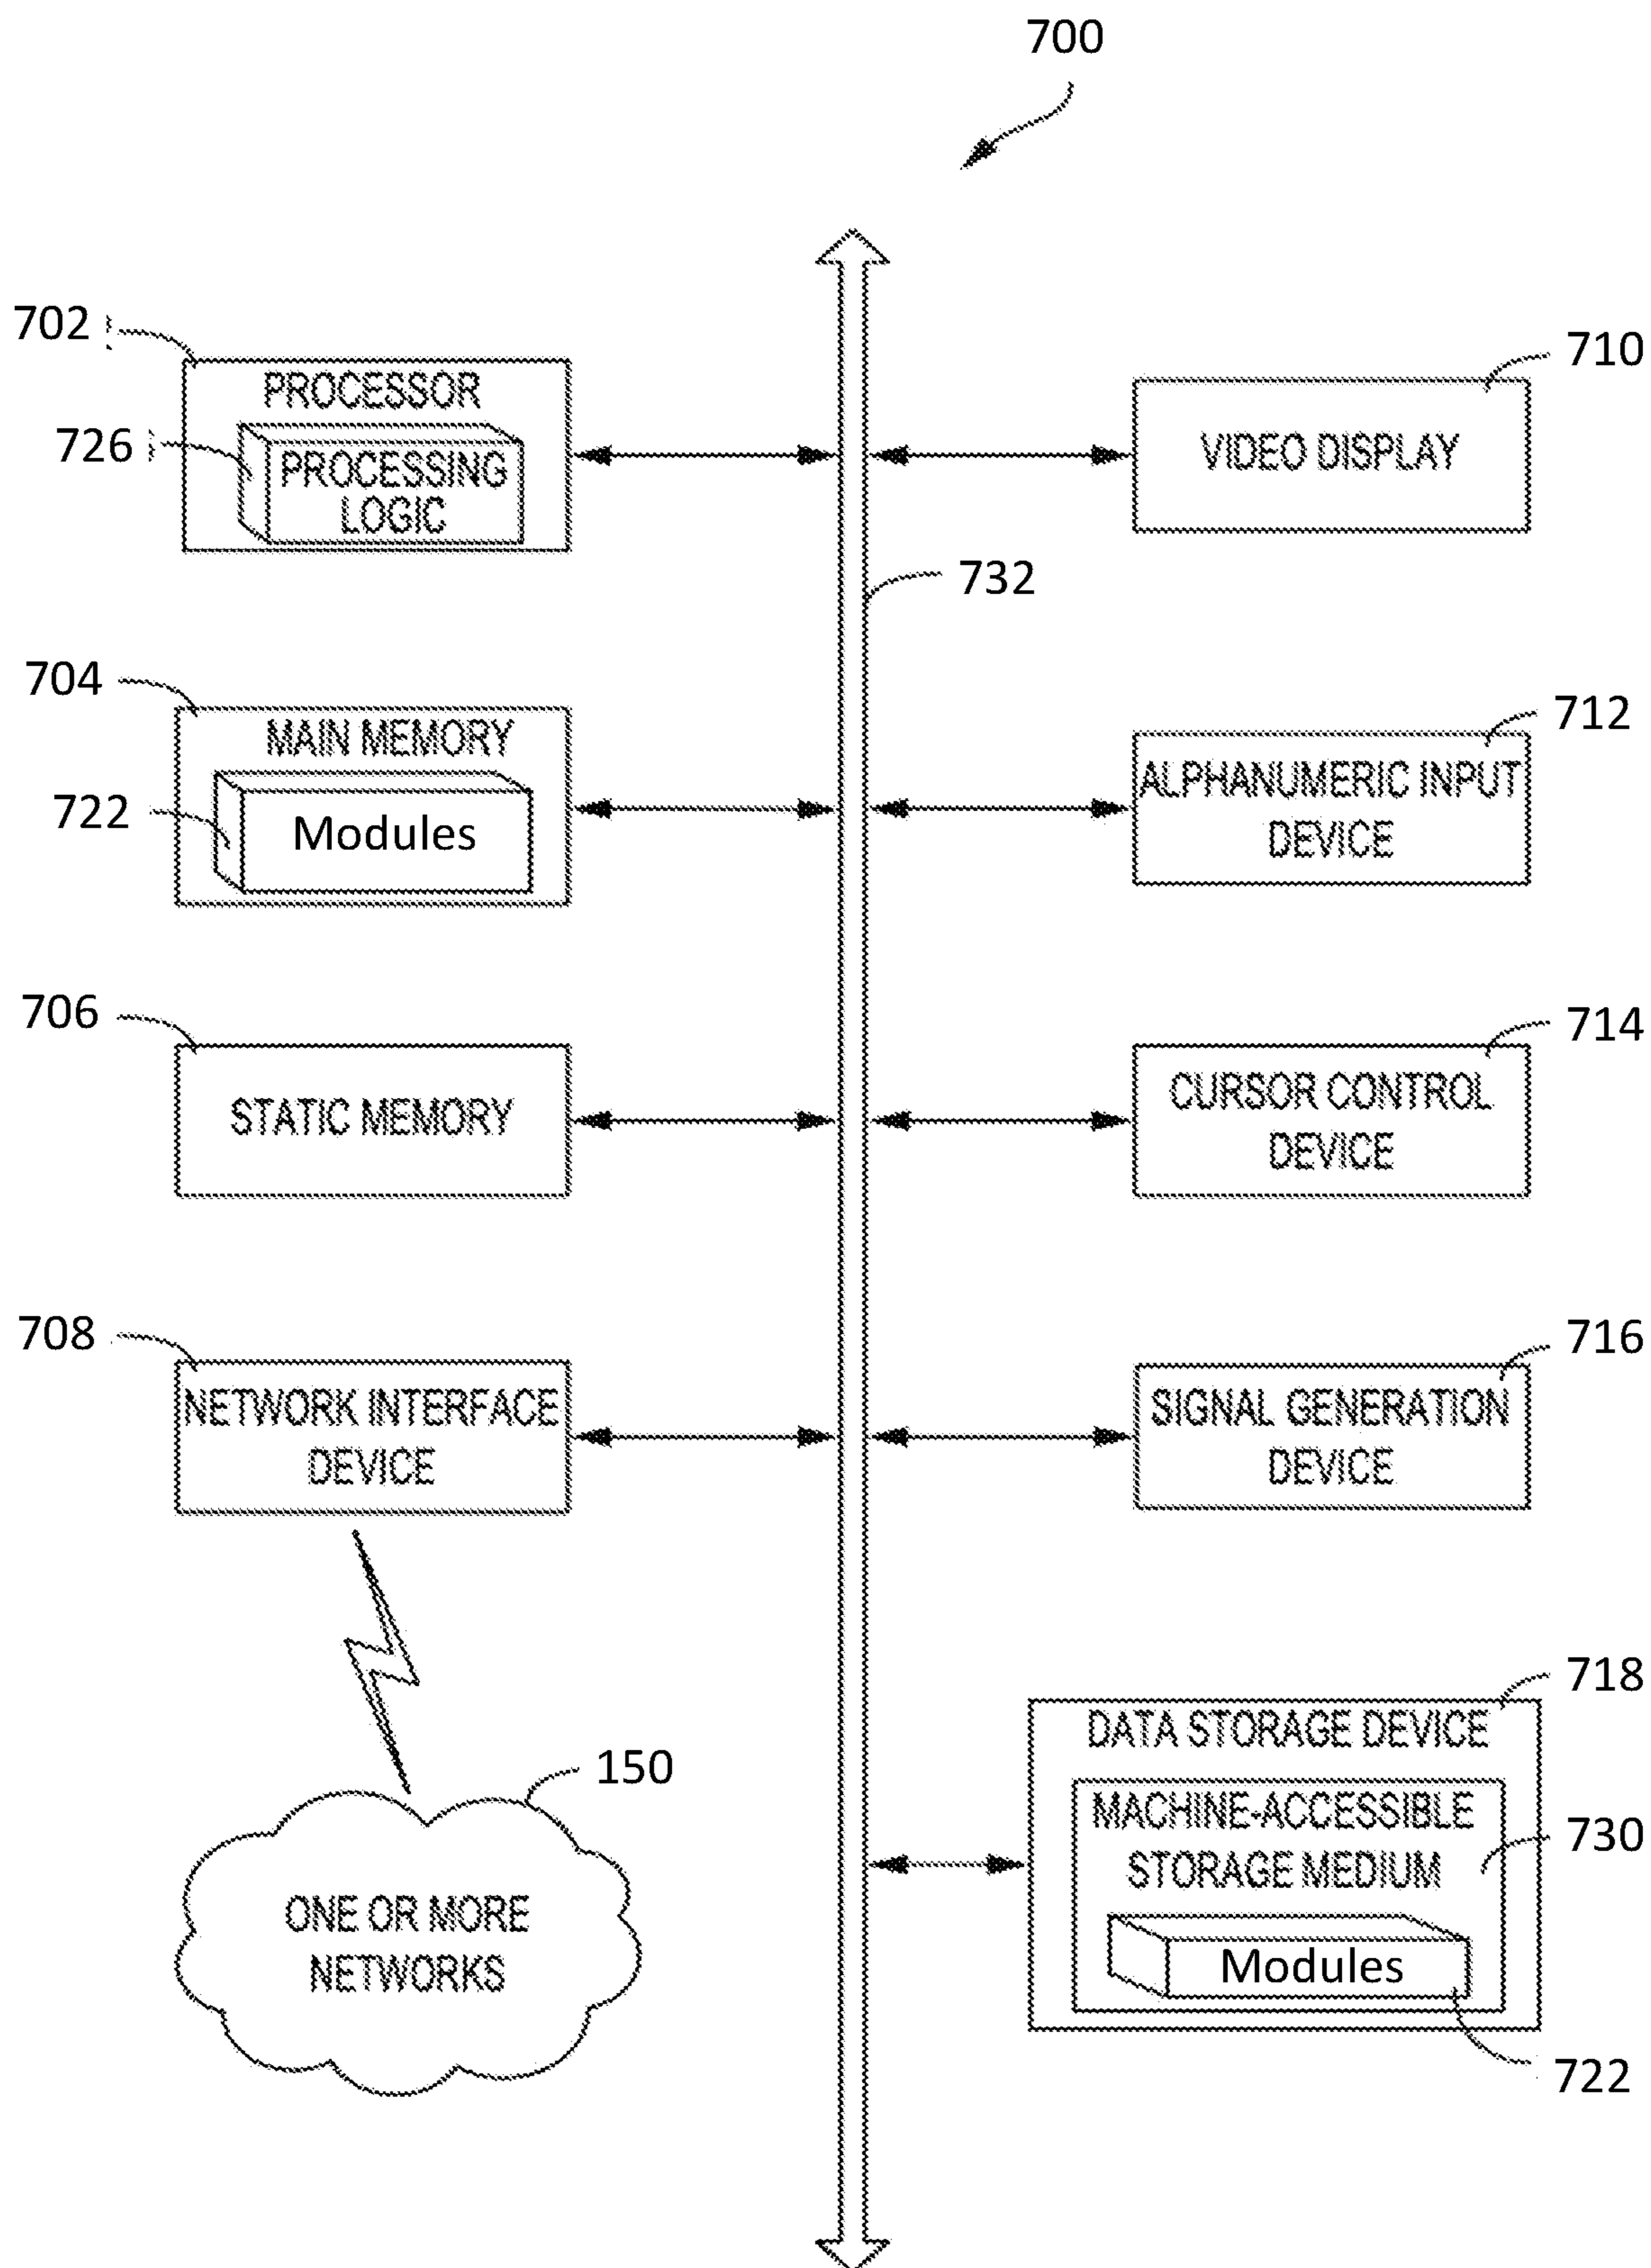 700
702
PROCESSOR
726
PROCESSING
LOGIC
710
VIDEO DISPLAY
732
704
MAIN MEMORY
722
Modules
712
ALPHANUMERIC INPUT
DEVICE
706
STATIC MEMORY
714
CURSOR CONTROL
DEVICE
708
NETWORK INTERFACE
DEVICE
716
SIGNAL GENERATION
DEVICE
150
ONE OR MORE
NETWORKS
718
DATA STORAGE DEVICE
MACHINE-ACCESSIBLE
STORAGE MEDIUM
730
Modules
722